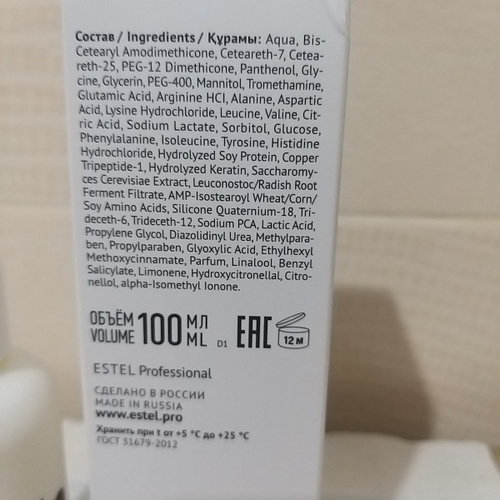 Состав / Ingredients / Құрамы: Aqua, Bis-
Cetearyl Amodimethicone, Ceteareth-7, Cetea-
reth-25, PEG-12 Dimethicone, Panthenol, Gly-
cine, Glycerin, PEG-400, Mannitol, Tromethamine,
Glutamic Acid, Arginine HCl, Alanine, Aspartic
Acid, Lysine Hydrochloride, Leucine, Valine, Cit-
ric Acid, Sodium Lactate, Sorbitol, Glucose,
Phenylalanine, Isoleucine, Tyrosine, Histidine
Hydrochloride, Hydrolyzed Soy Protein, Copper
Tripeptide-1, Hydrolyzed Keratin, Saccharomy-
ces Cerevisiae Extract, Leuconostoc/Radish Root
Ferment Filtrate, AMP-Isostearoyl Wheat/Corn/
Soy Amino Acids, Silicone Quaternium-18, Tri-
deceth-6, Trideceth-12, Sodium PCA, Lactic Acid,
Propylene Glycol, Diazolidinyl Urea, Methylpara-
ben, Propylparaben, Glyoxylic Acid, Ethylhexyl
Methoxycinnamate, Parfum, Linalool, Benzyl
Salicylate, Limonene, Hydroxycitronellal, Citro-
nellol, alpha-Isomethyl Ionone.
ОБЪЁМ 100 МЛ
VOLUME ML D1 EAC 12 M
ESTEL Professional
СДЕЛАНО В РОССИИ
MADE IN RUSSIA
www.estel.pro
Хранить при t от +5 °C до +25 °C
ГОСТ 31679-2012